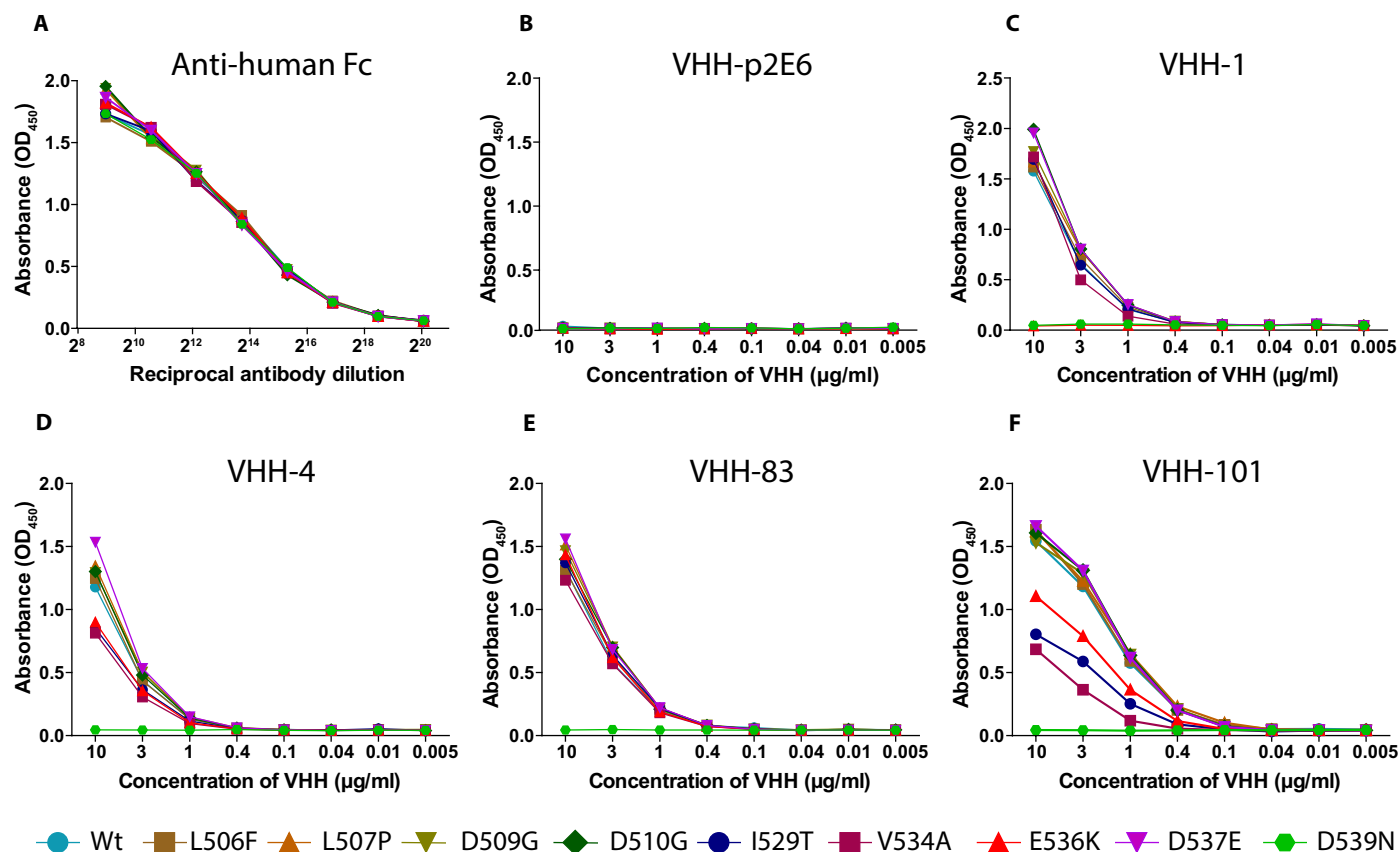 A
Anti-human Fc
Absorbance (OD450)
2.0
1.5
1.0
0.5
0.0
2^8 2^10 2^12 2^14 2^16 2^18 2^20
Reciprocal antibody dilution
B
VHH-p2E6
Absorbance (OD450)
2.0
1.5
1.0
0.5
0.0
10 3 1 0.4 0.1 0.04 0.01 0.005
Concentration of VHH (µg/ml)
C
VHH-1
Absorbance (OD450)
2.5
2.0
1.5
1.0
0.5
0.0
10 3 1 0.4 0.1 0.04 0.01 0.005
Concentration of VHH (µg/ml)
D
VHH-4
Absorbance (OD450)
2.0
1.5
1.0
0.5
0.0
10 3 1 0.4 0.1 0.04 0.01 0.005
Concentration of VHH (µg/ml)
E
VHH-83
Absorbance (OD450)
2.0
1.5
1.0
0.5
0.0
10 3 1 0.4 0.1 0.04 0.01 0.005
Concentration of VHH (µg/ml)
F
VHH-101
Absorbance (OD450)
2.0
1.5
1.0
0.5
0.0
10 3 1 0.4 0.1 0.04 0.01 0.005
Concentration of VHH (µg/ml)
Wt L506F L507P D509G D510G I529T V534A E536K D537E D539N